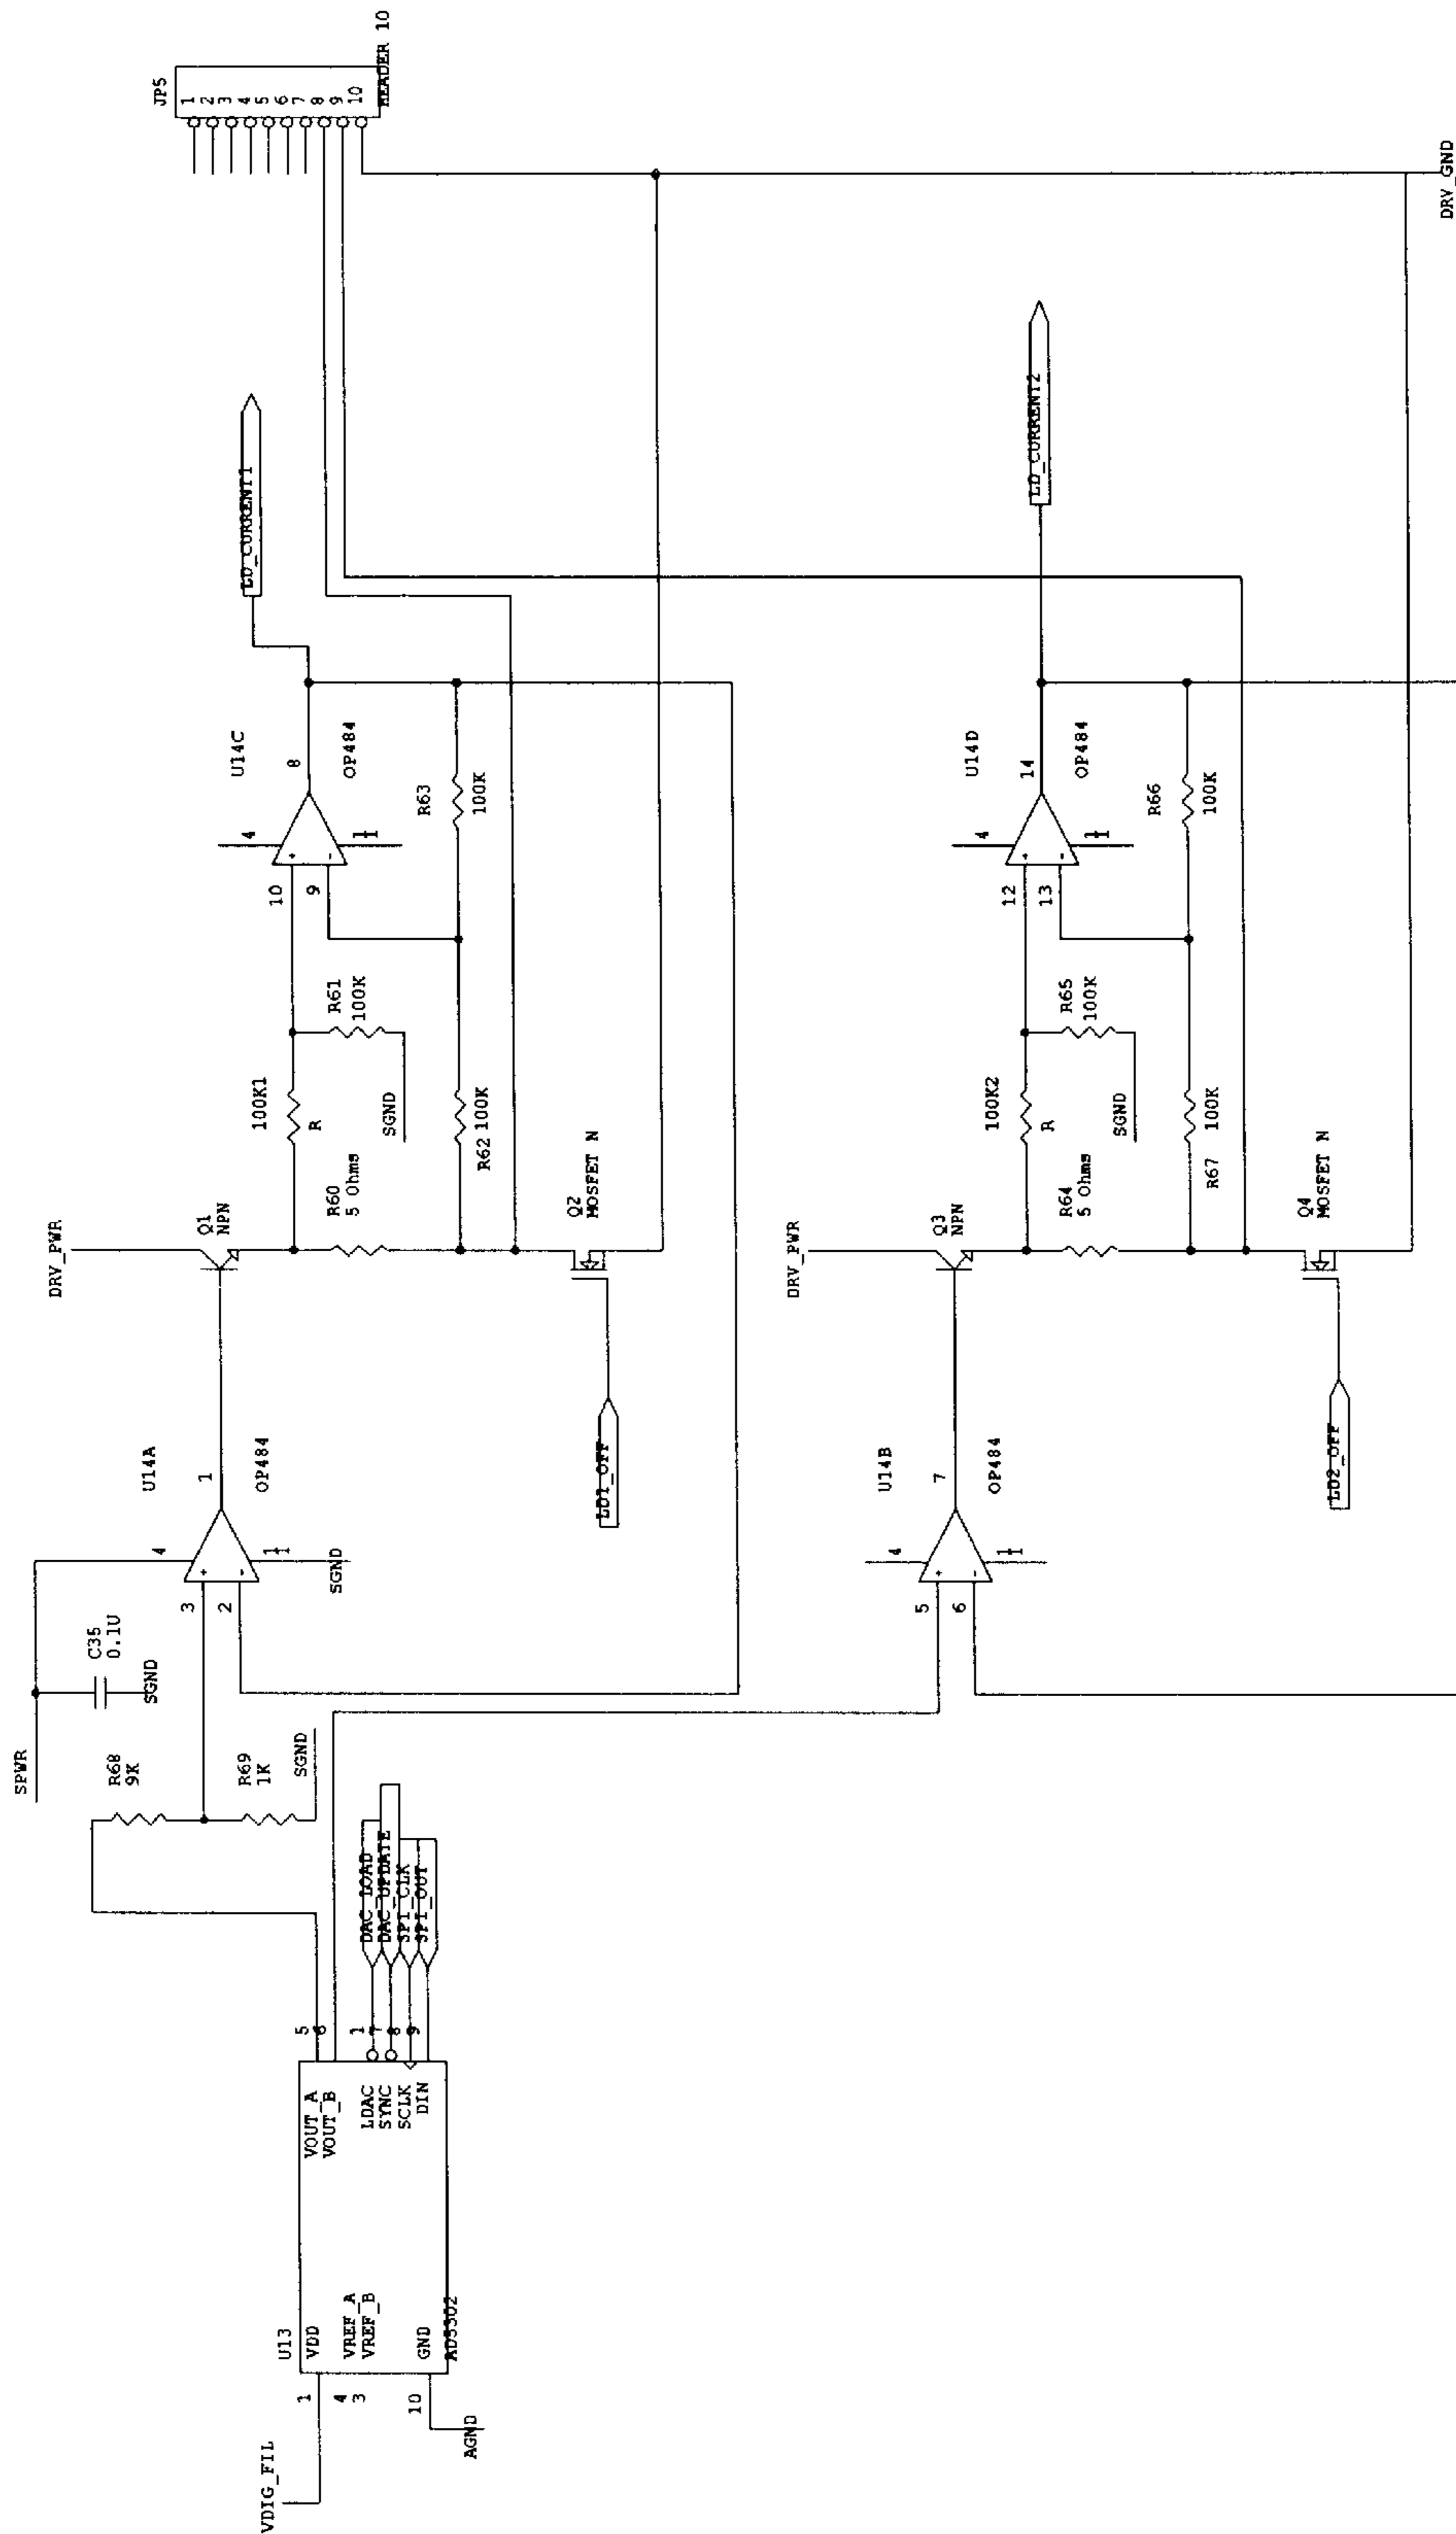 JP5
1
2
3
4
5
6
7
8
9
10
HEADER 10
LD_CURRENT1
U14C
8
OP484
4
11
10
9
R63
100K
R61
100K
100K1
R
SGND
R62
100K
R60
5 Ohms
Q1
NPN
DRV_PWR
Q2
MOSFET N
LD1_OFF
U14A
1
OP484
4
11
SGND
3
2
C35
0.1U
SGND
SPWR
R68
9K
R69
1K
SGND
DRV_GND
LD_CURRENT2
U14D
14
OP484
4
11
12
13
R66
100K
R65
100K
100K2
R
SGND
100K
R67
R64
5 Ohms
Q3
NPN
DRV_PWR
Q4
MOSFET N
LD2_OFF
U14B
7
OP484
4
11
5
6
DAC_LOAD
DAC_UPDATE
SPI_CLK
SPI_OUT
5
6
1
7
8
9
VOUT_A
VOUT_B
LDAC
SYNC
SCLK
DIN
U13
VDD
VREF_A
VREF_B
GND
AD5302
1
4
3
10
AGND
VDIG_FIL